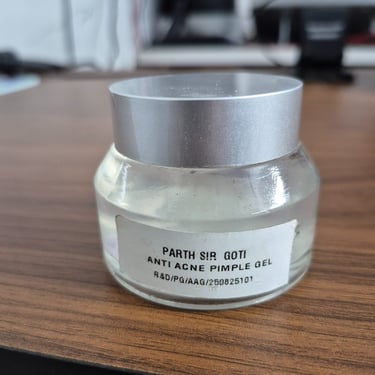 PARTH SIR GOTI
ANTI ACNE PIMPLE GEL
R&D/PG/AAG/250825101